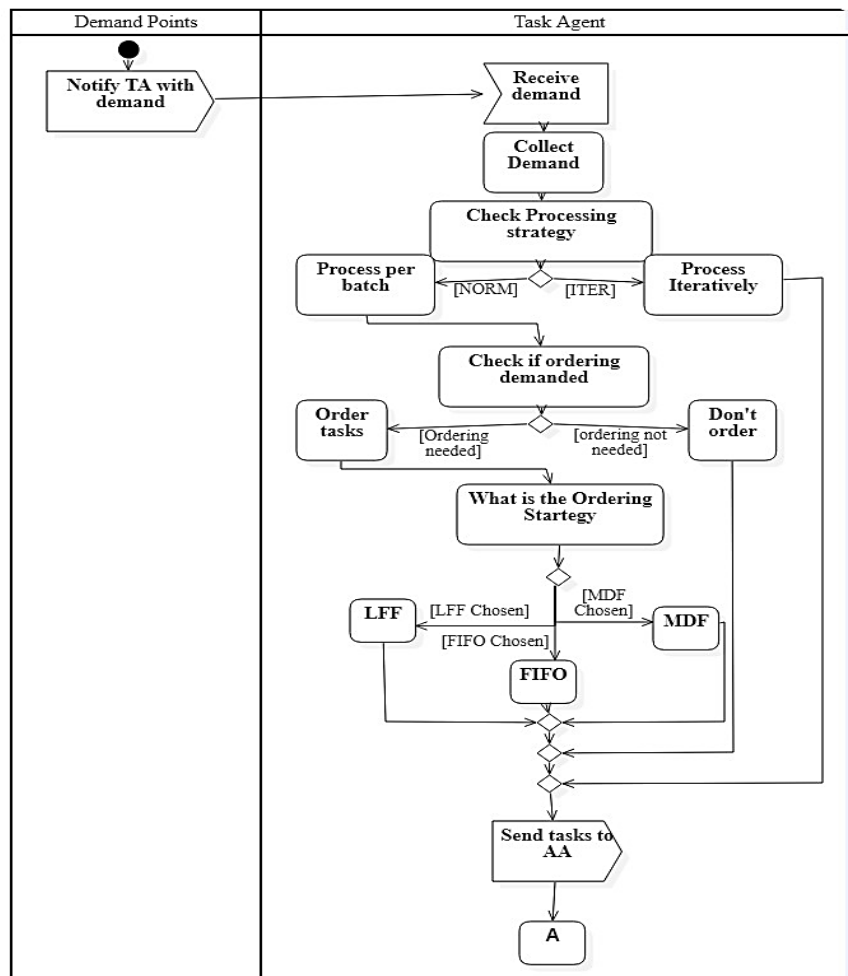 Demand Points
Task Agent
Notify TA with
demand
Receive
demand
Collect
Demand
Check Processing
strategy
Process per
batch
[NORM]
[ITER]
Process
Iteratively
Check if ordering
demanded
Order
tasks
[Ordering
needed]
[ordering not
needed]
Don't
order
What is the Ordering
Startegy
[LFF Chosen]
[MDF
Chosen]
LFF
MDF
[FIFO Chosen]
FIFO
Send tasks to
AA
A